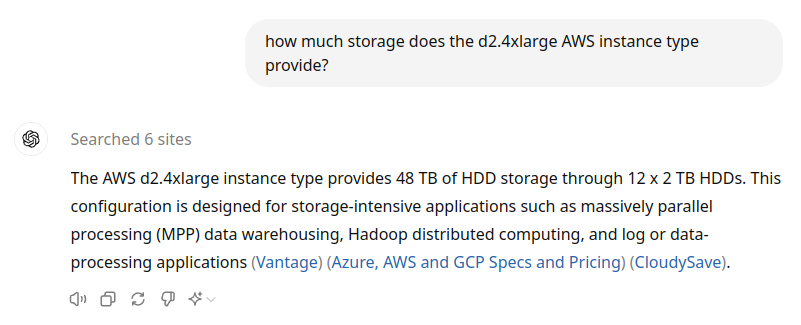 how much storage does the d2.4xlarge AWS instance type
provide?
Searched 6 sites
The AWS d2.4xlarge instance type provides 48 TB of HDD storage through 12 x 2 TB HDDs. This
configuration is designed for storage-intensive applications such as massively parallel
processing (MPP) data warehousing, Hadoop distributed computing, and log or data-
processing applications (Vantage) (Azure, AWS and GCP Specs and Pricing) (CloudySave).